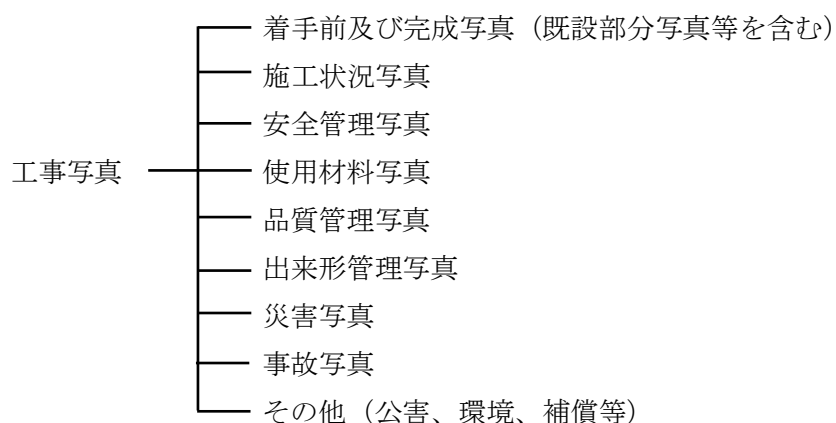 着手前及び完成写真（既設部分写真等を含む）
施工状況写真
安全管理写真
工事写真
使用材料写真
品質管理写真
出来形管理写真
災害写真
事故写真
その他（公害、環境、補償等）